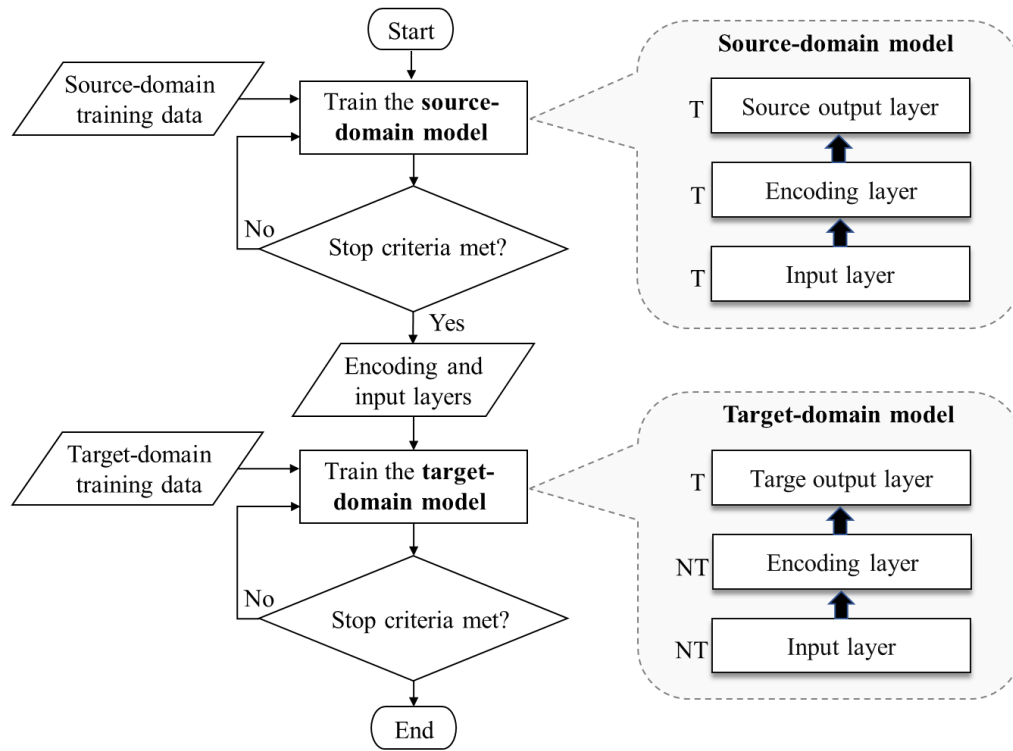 Start
Source-domain
training data
Train the source-
domain model
No
Stop criteria met?
Yes
Encoding and
input layers
Target-domain
training data
Train the target-
domain model
No
Stop criteria met?
End
Source-domain model
T
Source output layer
T
Encoding layer
T
Input layer
Target-domain model
T
Targe output layer
NT
Encoding layer
NT
Input layer